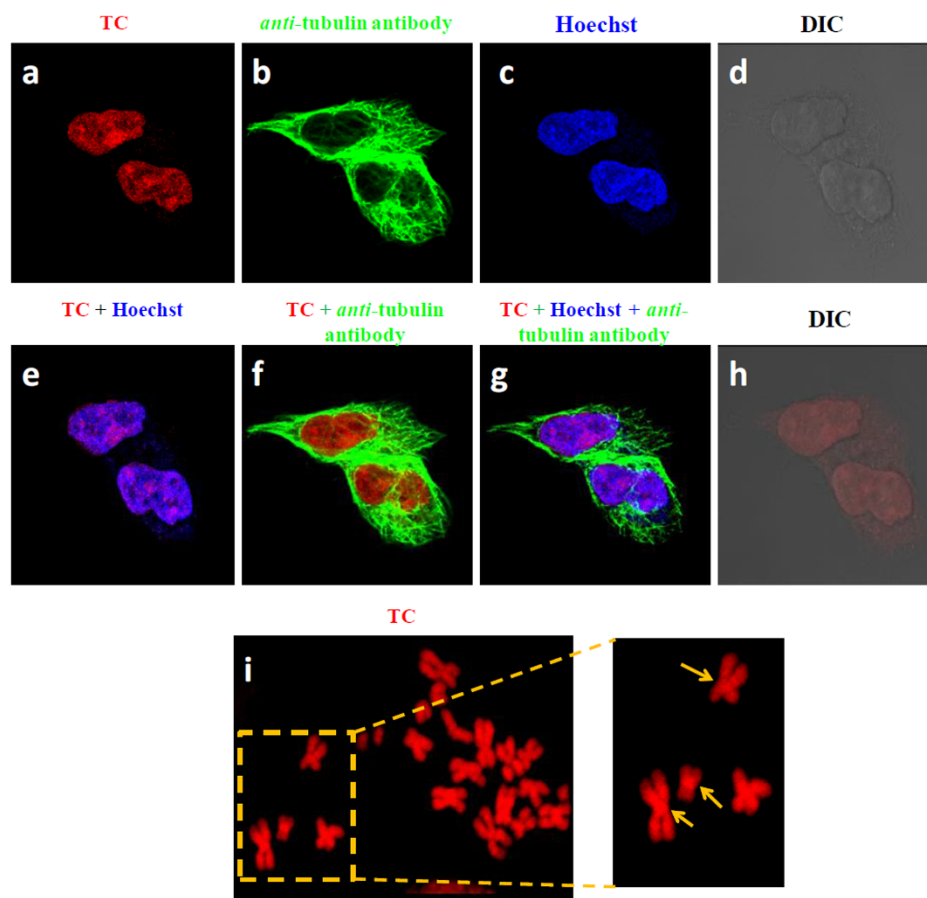 TC
anti-tubulin antibody
Hoechst
DIC
a
b
c
d
TC + Hoechst
TC + anti-tubulin
antibody
TC + Hoechst + anti-
tubulin antibody
DIC
e
f
g
h
TC
i